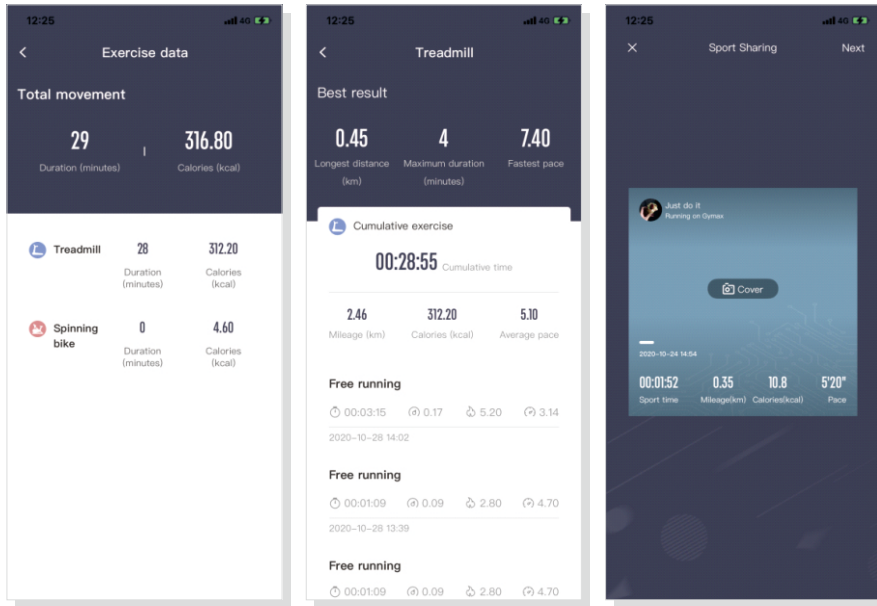 12:25
4G
Exercise data
Total movement
29
316.80
Duration (minutes)
Calories (kcal)
Treadmill
28
312.20
Duration
(minutes)
Calories
(kcal)
Spinning
bike
0
4.60
Duration
(minutes)
Calories
(kcal)
12:25
4G
Treadmill
Best result
0.45
4
7.40
Longest distance
(km)
Maximum duration
(minutes)
Fastest pace
Cumulative exercise
00:28:55 Cumulative time
2.46
312.20
5.10
Mileage (km)
Calories (kcal)
Average pace
Free running
00:03:15 0.17 5.20 3.14
2020-10-28 14:02
Free running
00:01:09 0.09 2.80 4.70
2020-10-28 13:39
Free running
00:01:09 0.09 2.80 4.70
12:25
4G
Sport Sharing
Next
Just do it
Running on Gymax
Cover
2020-10-24 14:54
00:01:52
0.35
10.8
5'20"
Sport time
Mileage(km)
Calories(kcal)
Pace